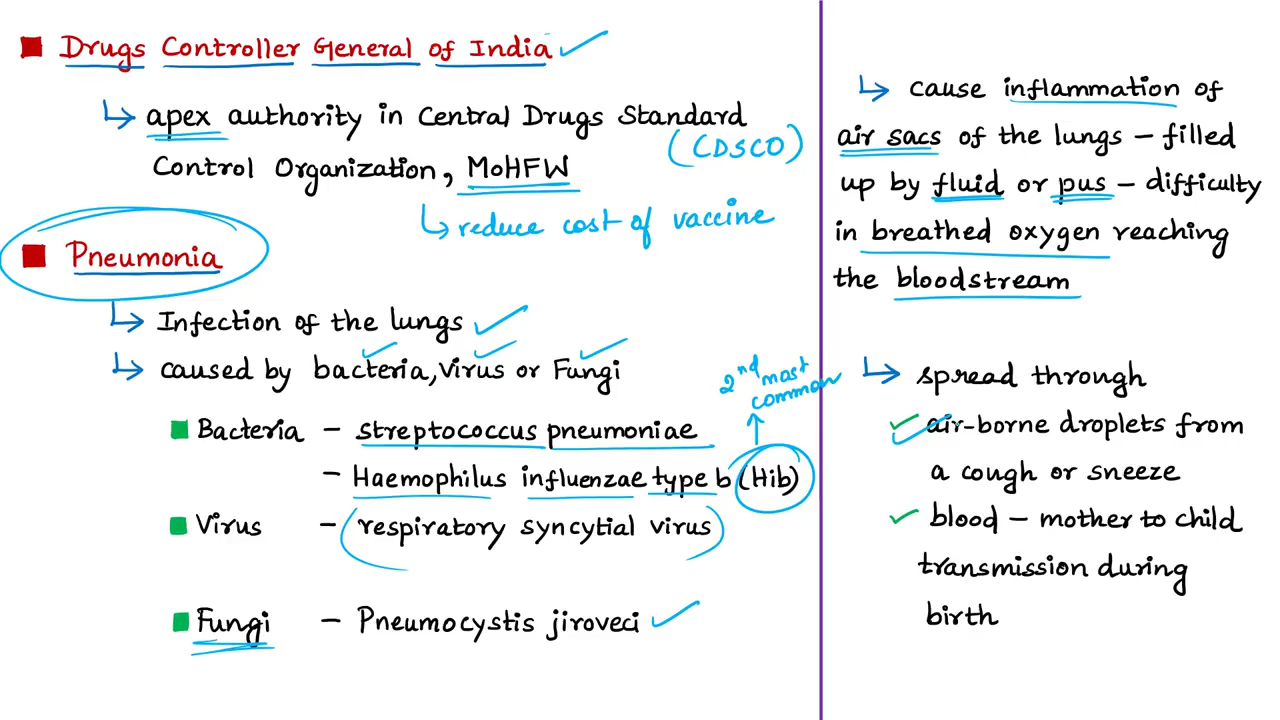 Drugs Controller General of India
apex authority in Central Drugs Standard
(CDSCO)
Control Organization, MoHFW
reduce cost of vaccine
Pneumonia
Infection of the lungs
caused by bacteria, Virus or Fungi
2nd most
common
Bacteria – streptococcus pneumoniae
– Haemophilus influenzae type b (Hib)
Virus – respiratory syncytial virus
Fungi – Pneumocystis jiroveci
cause inflammation of
air sacs of the lungs – filled
up by fluid or pus – difficulty
in breathed oxygen reaching
the bloodstream
spread through
air-borne droplets from
a cough or sneeze
blood – mother to child
transmission during
birth